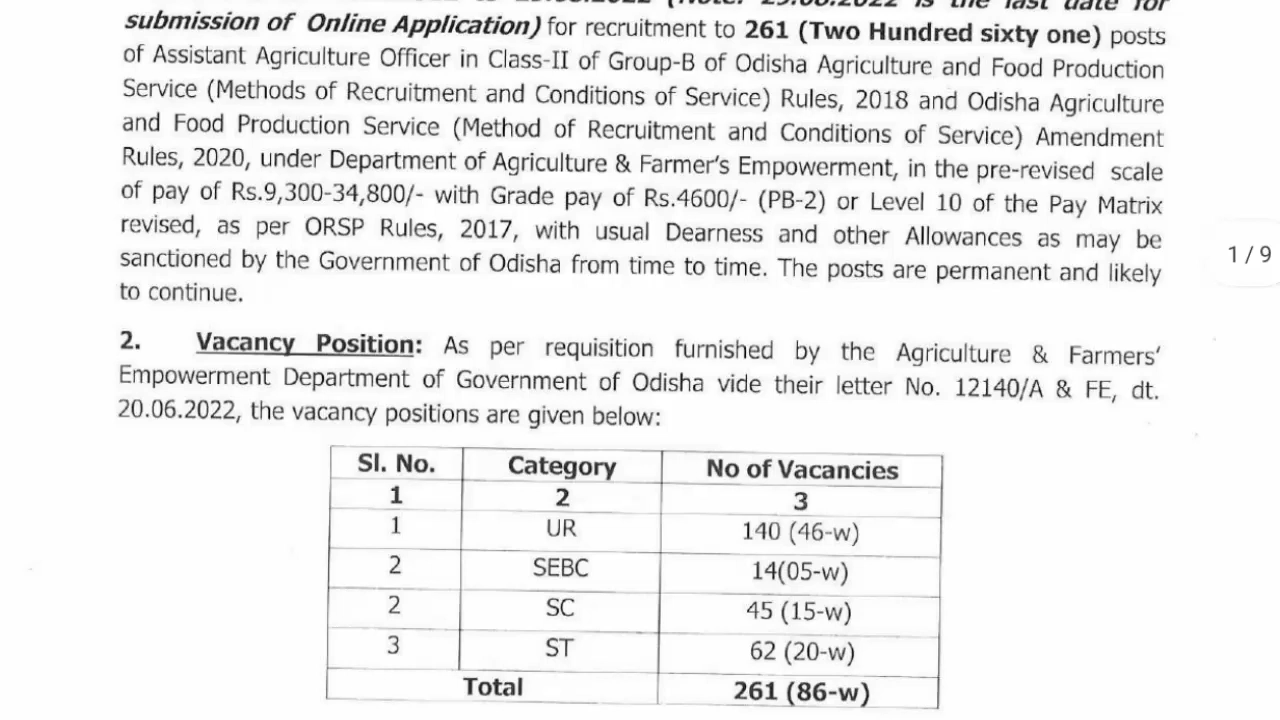 submission of Online Application) for recruitment to 261 (Two Hundred sixty one) posts
of Assistant Agriculture Officer in Class-II of Group-B of Odisha Agriculture and Food Production
Service (Methods of Recruitment and Conditions of Service) Rules, 2018 and Odisha Agriculture
and Food Production Service (Method of Recruitment and Conditions of Service) Amendment
Rules, 2020, under Department of Agriculture & Farmer's Empowerment, in the pre-revised scale
of pay of Rs.9,300-34,800/- with Grade pay of Rs.4600/- (PB-2) or Level 10 of the Pay Matrix
revised, as per ORSP Rules, 2017, with usual Dearness and other Allowances as may be
sanctioned by the Government of Odisha from time to time. The posts are permanent and likely
to continue.
1 / 9
2. Vacancy Position: As per requisition furnished by the Agriculture & Farmers'
Empowerment Department of Government of Odisha vide their letter No. 12140/A & FE, dt.
20.06.2022, the vacancy positions are given below:
Sl. No. Category No of Vacancies
1 2 3
1 UR 140 (46-w)
2 SEBC 14(05-w)
2 SC 45 (15-w)
3 ST 62 (20-w)
Total 261 (86-w)